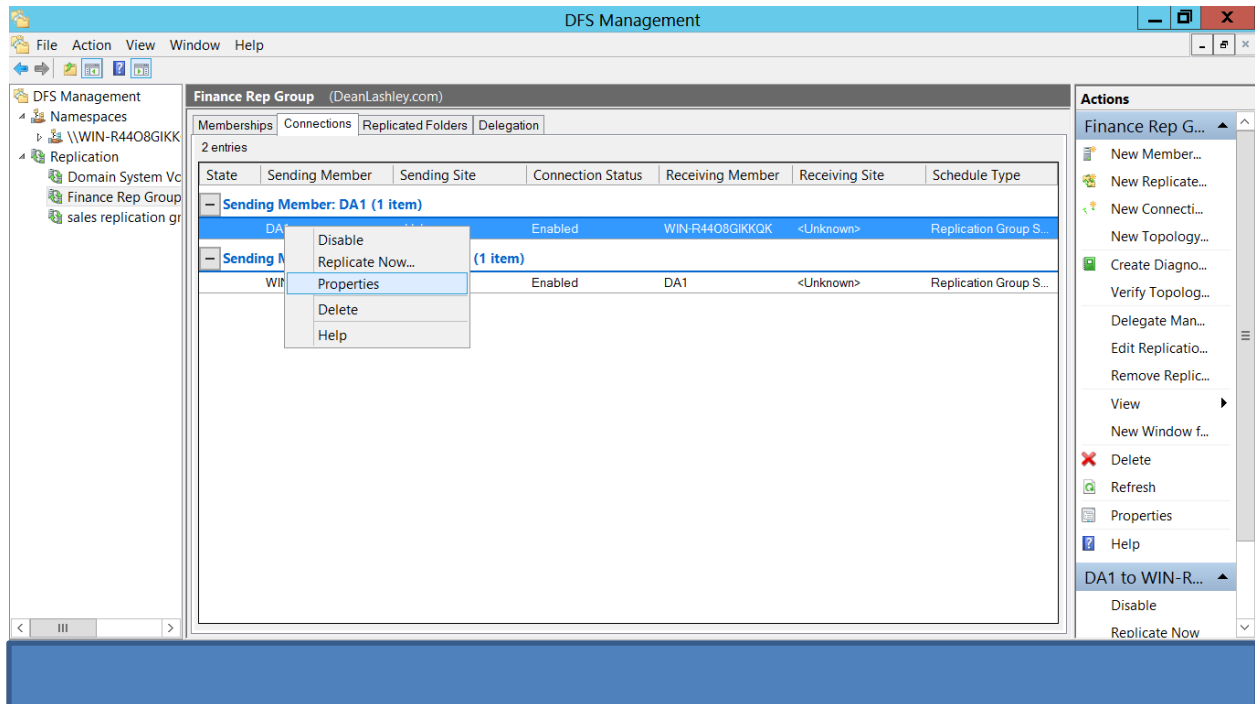 DFS Management
File Action View Window Help
DFS Management
Namespaces
\\WIN-R44O8GIKK
Replication
Domain System Vo
Finance Rep Group
sales replication gr
Finance Rep Group (DeanLashley.com)
Memberships Connections Replicated Folders Delegation
2 entries
State Sending Member Sending Site Connection Status Receiving Member Receiving Site Schedule Type
Sending Member: DA1 (1 item)
Enabled WIN-R44O8GIKKQK <Unknown> Replication Group S...
(1 item)
Enabled DA1 <Unknown> Replication Group S...
Disable
Replicate Now...
Properties
Delete
Help
Actions
Finance Rep G...
New Member...
New Replicate...
New Connecti...
New Topology...
Create Diagno...
Verify Topolog...
Delegate Man...
Edit Replicatio...
Remove Replic...
View
New Window f...
Delete
Refresh
Properties
Help
DA1 to WIN-R...
Disable
Replicate Now